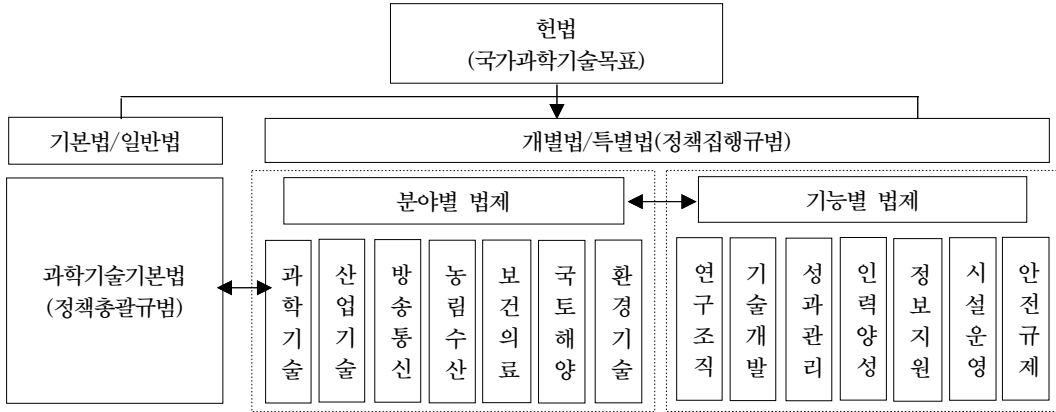 헌법
(국가과학기술목표)
기본법/일반법
개별법/특별법(정책집행규범)
과학기술기본법
(정책총괄규범)
분야별 법제
기능별 법제
과학기술
산업기술
방송통신
농림수산
보건의료
국토해양
환경기술
연구조직
기술개발
성과관리
인력양성
정보지원
시설운영
안전규제